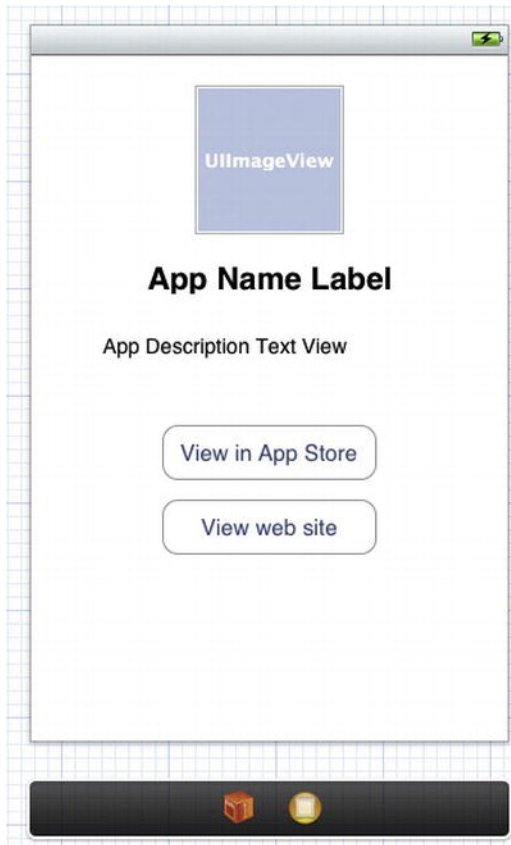 UIImageView
App Name Label
App Description Text View
View in App Store
View web site